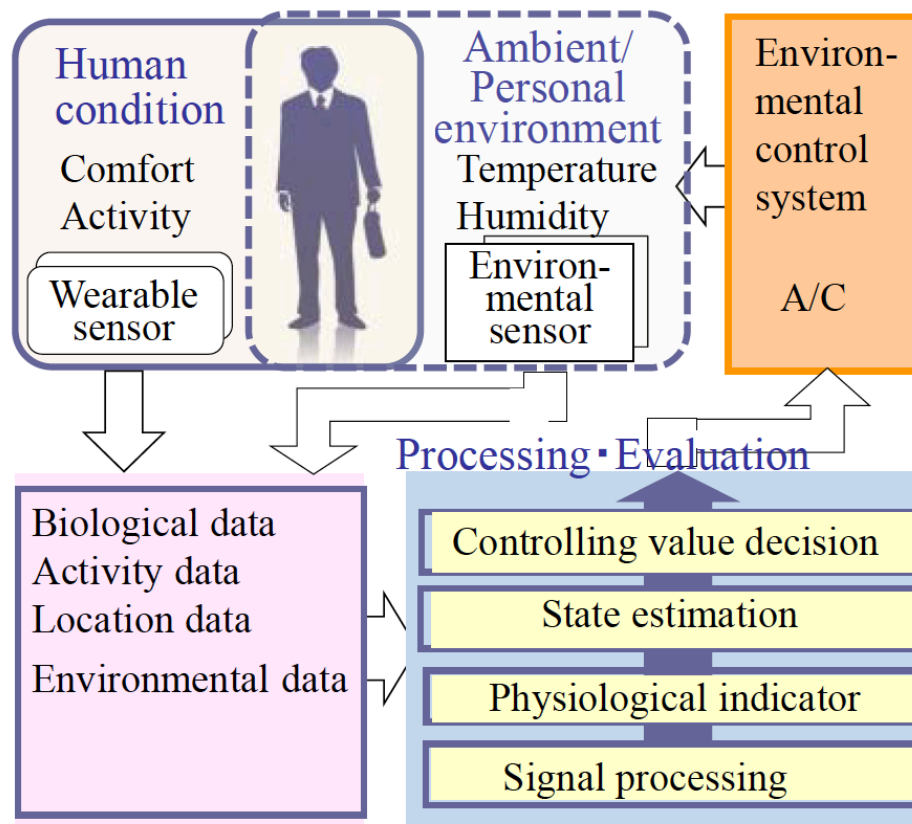 Human
condition
Comfort
Activity
Wearable
sensor
Ambient/
Personal
environment
Temperature
Humidity
Environ-
mental
sensor
Environ-
mental
control
system
A/C
Biological data
Activity data
Location data
Environmental data
Processing・Evaluation
Controlling value decision
State estimation
Physiological indicator
Signal processing